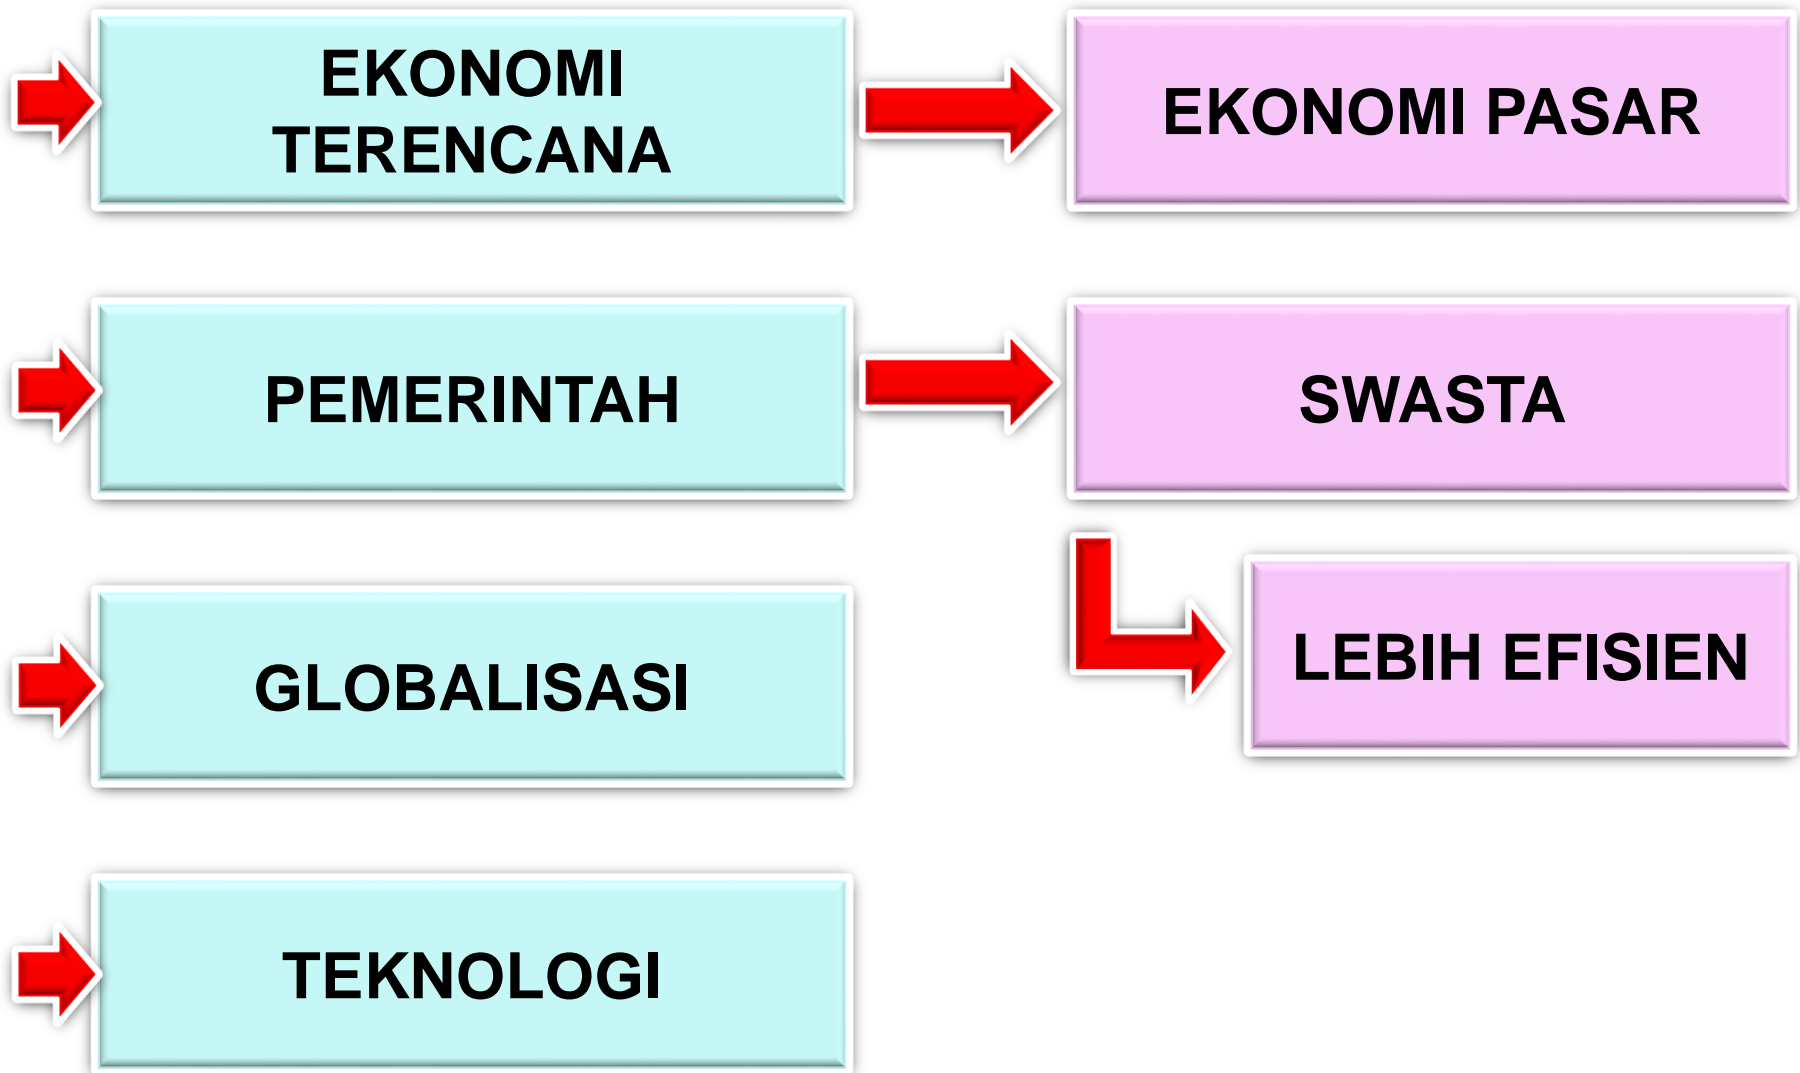 EKONOMI
TERENCANA
EKONOMI PASAR
PEMERINTAH
SWASTA
LEBIH EFISIEN
GLOBALISASI
TEKNOLOGI